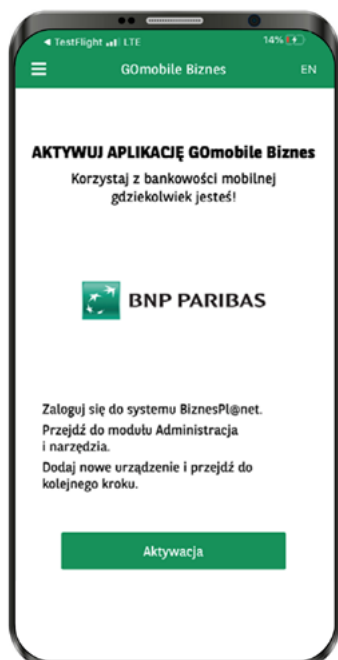 TestFlight LTE 14%
GOmobile Biznes EN
AKTYWUJ APLIKACJĘ GOmobile Biznes
Korzystaj z bankowości mobilnej
gdziekolwiek jesteś!
BNP PARIBAS
Zaloguj się do systemu BiznesPl@net.
Przejdź do modułu Administracja
i narzędzia.
Dodaj nowe urządzenie i przejdź do
kolejnego kroku.
Aktywacja